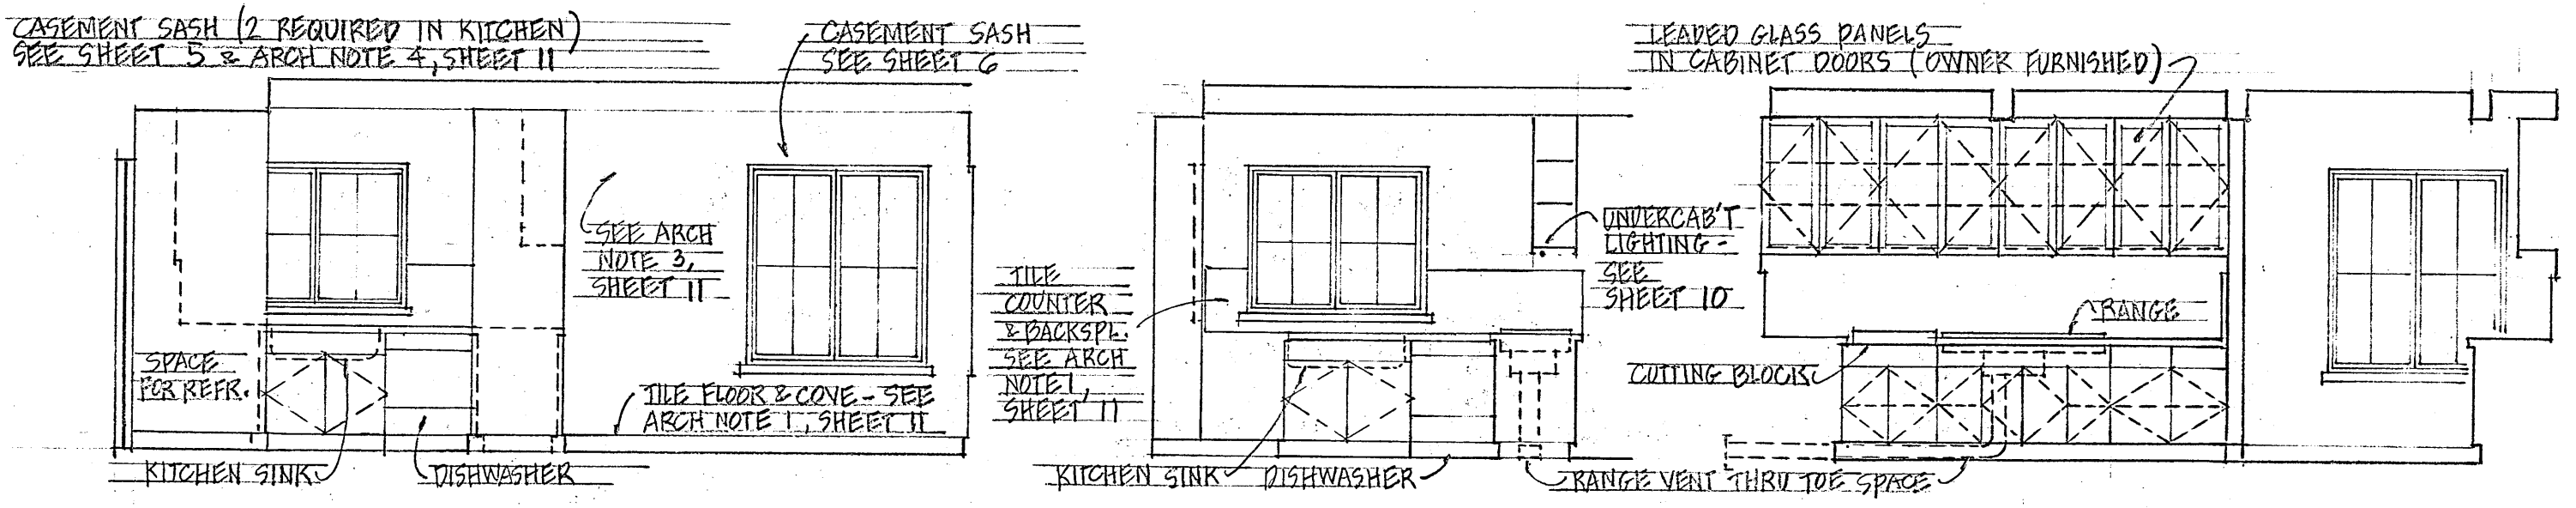 CASEMENT SASH (2 REQUIRED IN KITCHEN)
SEE SHEET 5 & ARCH NOTE 4, SHEET 11
CASEMENT SASH
SEE SHEET 6
LEADED GLASS PANELS
IN CABINET DOORS (OWNER FURNISHED)
SEE ARCH
NOTE 3,
SHEET 11
SPACE
FOR REFR.
TILE FLOOR & COVE - SEE
ARCH NOTE 1, SHEET 11
KITCHEN SINK
DISHWASHER
TILE
COUNTER
& BACKSPL.
SEE ARCH
NOTE 1,
SHEET 11
UNDERCAB'T
LIGHTING -
SEE
SHEET 10
KITCHEN SINK
DISHWASHER
RANGE
CUTTING BLOCK
RANGE VENT THRU TOE SPACE